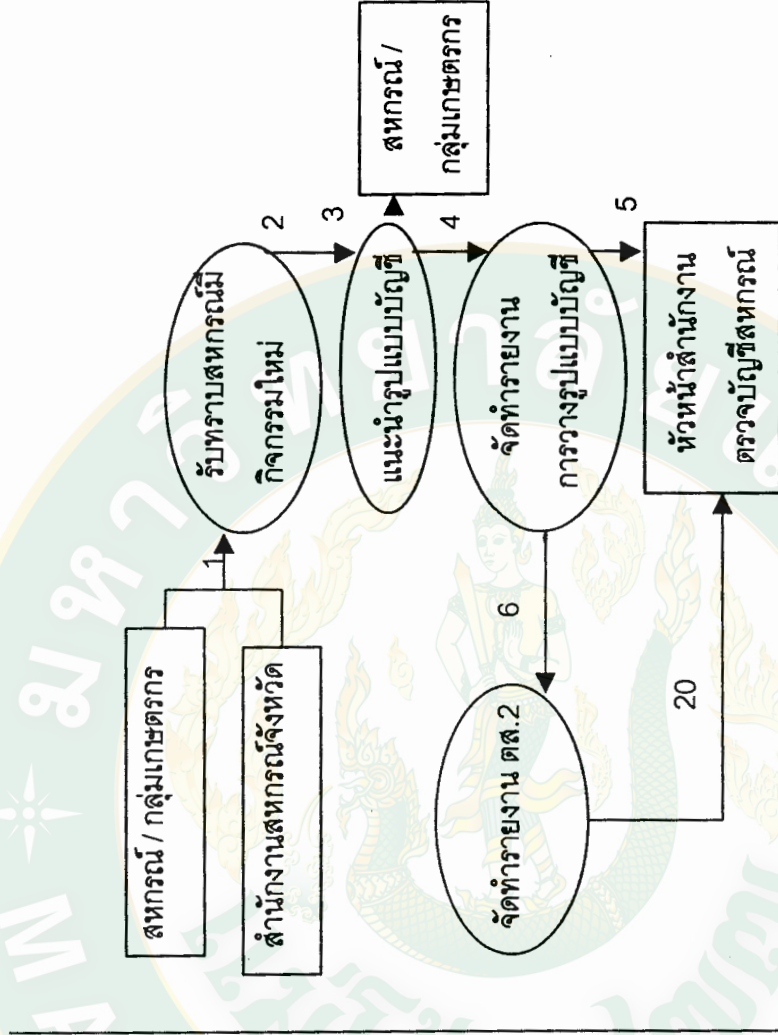 สหกรณ์ / กลุ่มเกษตรกร
สำนักงานสหกรณ์จังหวัด
1
รับทราบสหกรณ์มี
กิจกรรมใหม่
2
3
แนะนำรูปแบบบัญชี
สหกรณ์ /
กลุ่มเกษตรกร
4
จัดทำรายงาน
การวางรูปแบบบัญชี
5
หัวหน้าสำนักงาน
ตรวจบัญชีสหกรณ์
6
จัดทำรายงาน ตส.2
20